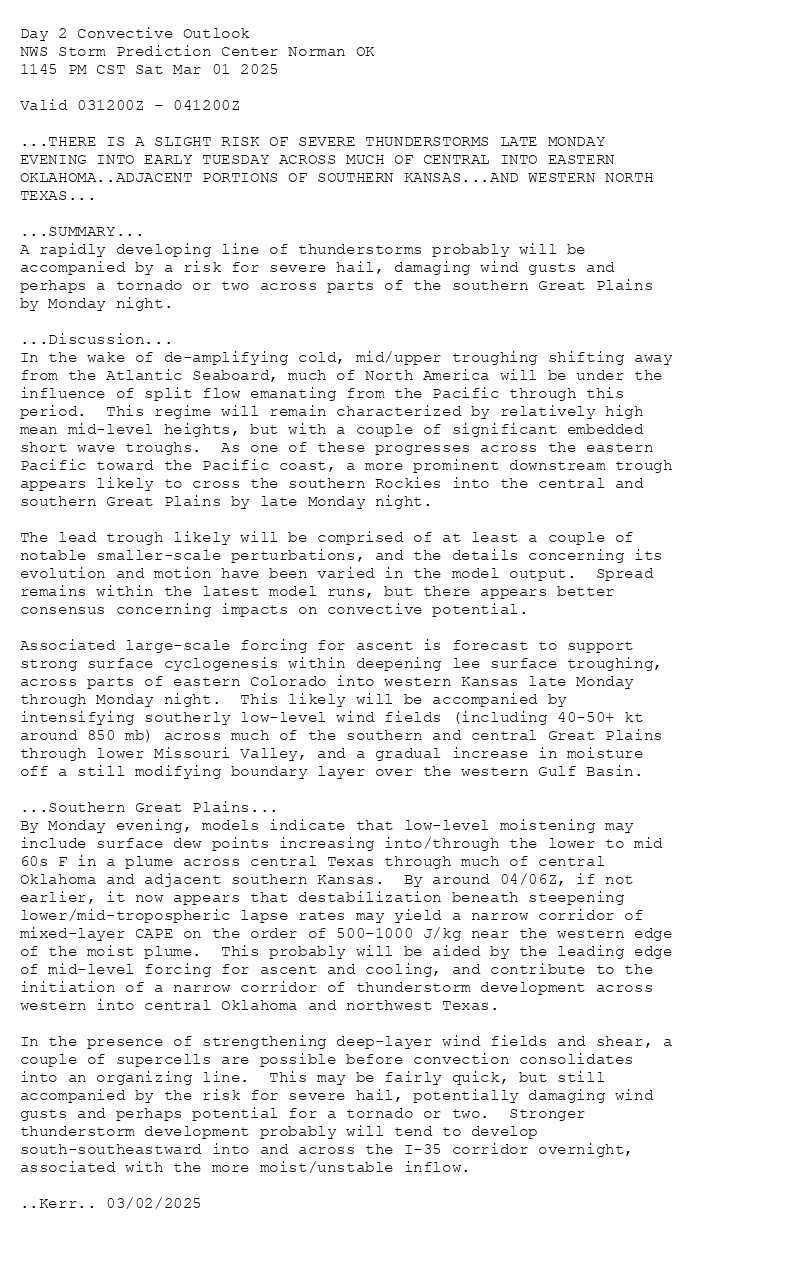 Day 2 Convective Outlook
NWS Storm Prediction Center Norman OK
1145 PM CST Sat Mar 01 2025

Valid 031200Z - 041200Z

...THERE IS A SLIGHT RISK OF SEVERE THUNDERSTORMS LATE MONDAY
EVENING INTO EARLY TUESDAY ACROSS MUCH OF CENTRAL INTO EASTERN
OKLAHOMA..ADJACENT PORTIONS OF SOUTHERN KANSAS...AND WESTERN NORTH
TEXAS...

...SUMMARY...
A rapidly developing line of thunderstorms probably will be
accompanied by a risk for severe hail, damaging wind gusts and
perhaps a tornado or two across parts of the southern Great Plains
by Monday night.

...Discussion...
In the wake of de-amplifying cold, mid/upper troughing shifting away
from the Atlantic Seaboard, much of North America will be under the
influence of split flow emanating from the Pacific through this
period.  This regime will remain characterized by relatively high
mean mid-level heights, but with a couple of significant embedded
short wave troughs.  As one of these progresses across the eastern
Pacific toward the Pacific coast, a more prominent downstream trough
appears likely to cross the southern Rockies into the central and
southern Great Plains by late Monday night.

The lead trough likely will be comprised of at least a couple of
notable smaller-scale perturbations, and the details concerning its
evolution and motion have been varied in the model output.  Spread
remains within the latest model runs, but there appears better
consensus concerning impacts on convective potential.

Associated large-scale forcing for ascent is forecast to support
strong surface cyclogenesis within deepening lee surface troughing,
across parts of eastern Colorado into western Kansas late Monday
through Monday night.  This likely will be accompanied by
intensifying southerly low-level wind fields (including 40-50+ kt
around 850 mb) across much of the southern and central Great Plains
through lower Missouri Valley, and a gradual increase in moisture
off a still modifying boundary layer over the western Gulf Basin.

...Southern Great Plains...
By Monday evening, models indicate that low-level moistening may
include surface dew points increasing into/through the lower to mid
60s F in a plume across central Texas through much of central
Oklahoma and adjacent southern Kansas.  By around 04/06Z, if not
earlier, it now appears that destabilization beneath steepening
lower/mid-tropospheric lapse rates may yield a narrow corridor of
mixed-layer CAPE on the order of 500-1000 J/kg near the western edge
of the moist plume.  This probably will be aided by the leading edge
of mid-level forcing for ascent and cooling, and contribute to the
initiation of a narrow corridor of thunderstorm development across
western into central Oklahoma and northwest Texas.

In the presence of strengthening deep-layer wind fields and shear, a
couple of supercells are possible before convection consolidates
into an organizing line.  This may be fairly quick, but still
accompanied by the risk for severe hail, potentially damaging wind
gusts and perhaps potential for a tornado or two.  Stronger
thunderstorm development probably will tend to develop
south-southeastward into and across the I-35 corridor overnight,
associated with the more moist/unstable inflow.

..Kerr.. 03/02/2025